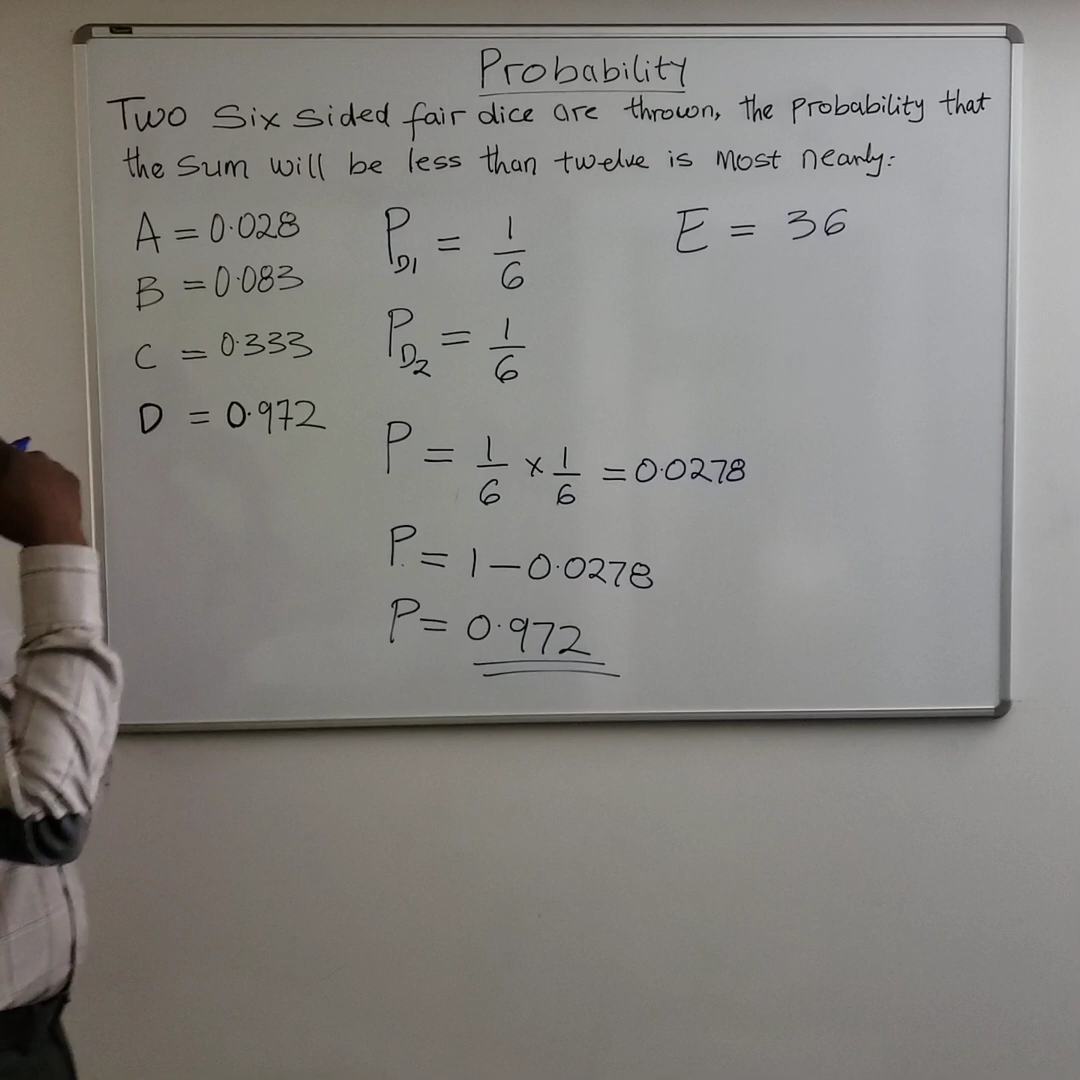 Probability
Two Six sided fair dice are thrown, the probability that
the sum will be less than twelve is most nearly:
A = 0.028
B = 0.083
C = 0.333
D = 0.972
P_D1 = 1/6
P_D2 = 1/6
P = 1/6 × 1/6 = 0.0278
P. = 1 - 0.0278
P = 0.972
E = 36